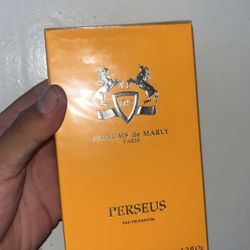 PARFUMS de MARLY
PARIS
PERSEUS
EAU DE PARFUM